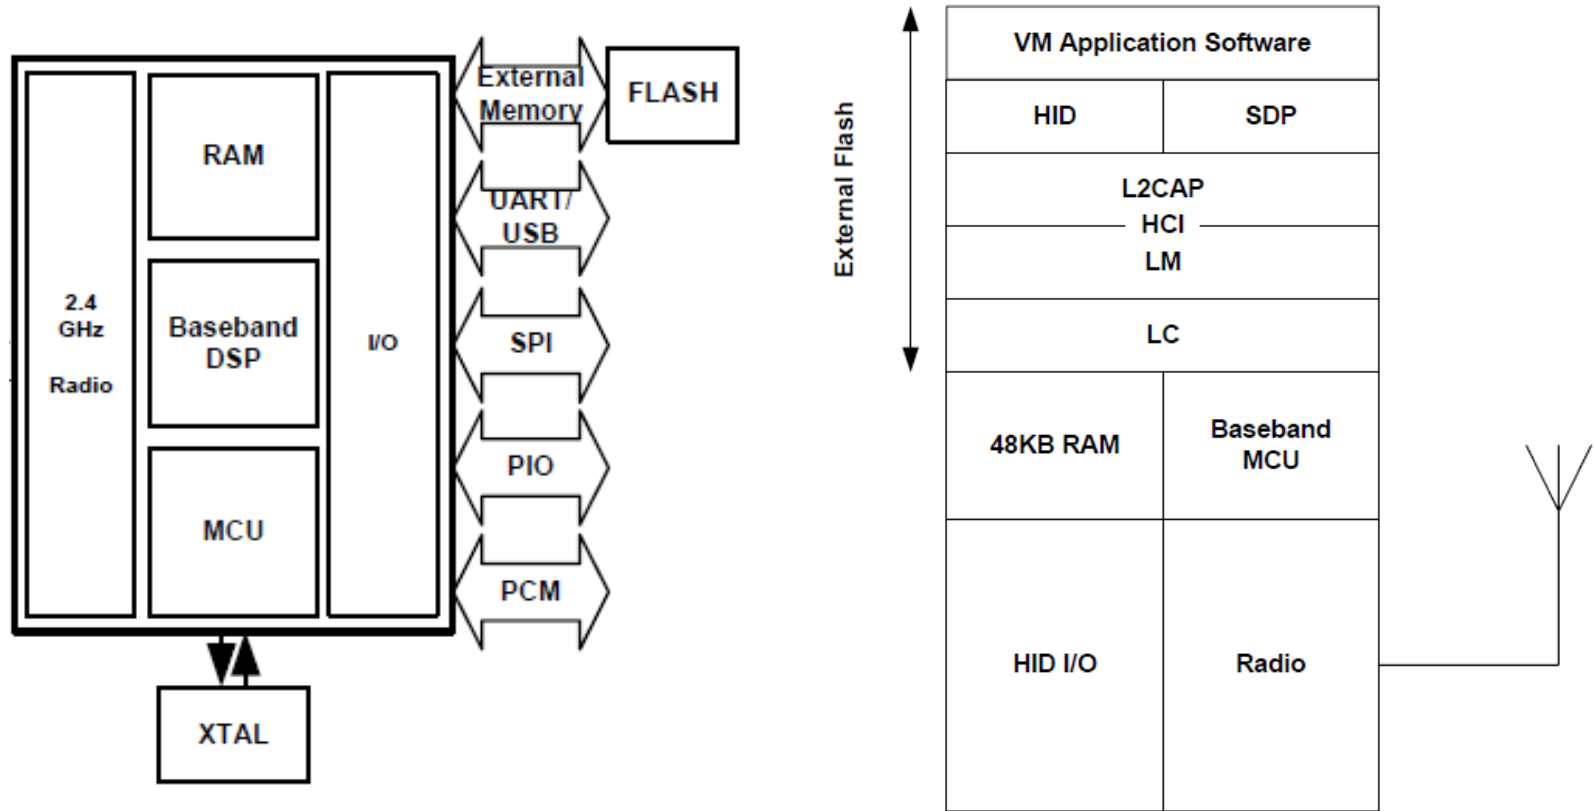 2.4
GHz
Radio
RAM
Baseband
DSP
MCU
I/O
External
Memory
FLASH
UART/
USB
SPI
PIO
PCM
XTAL
External Flash
VM Application Software
HID
SDP
L2CAP
HCI
LM
LC
48KB RAM
Baseband
MCU
HID I/O
Radio